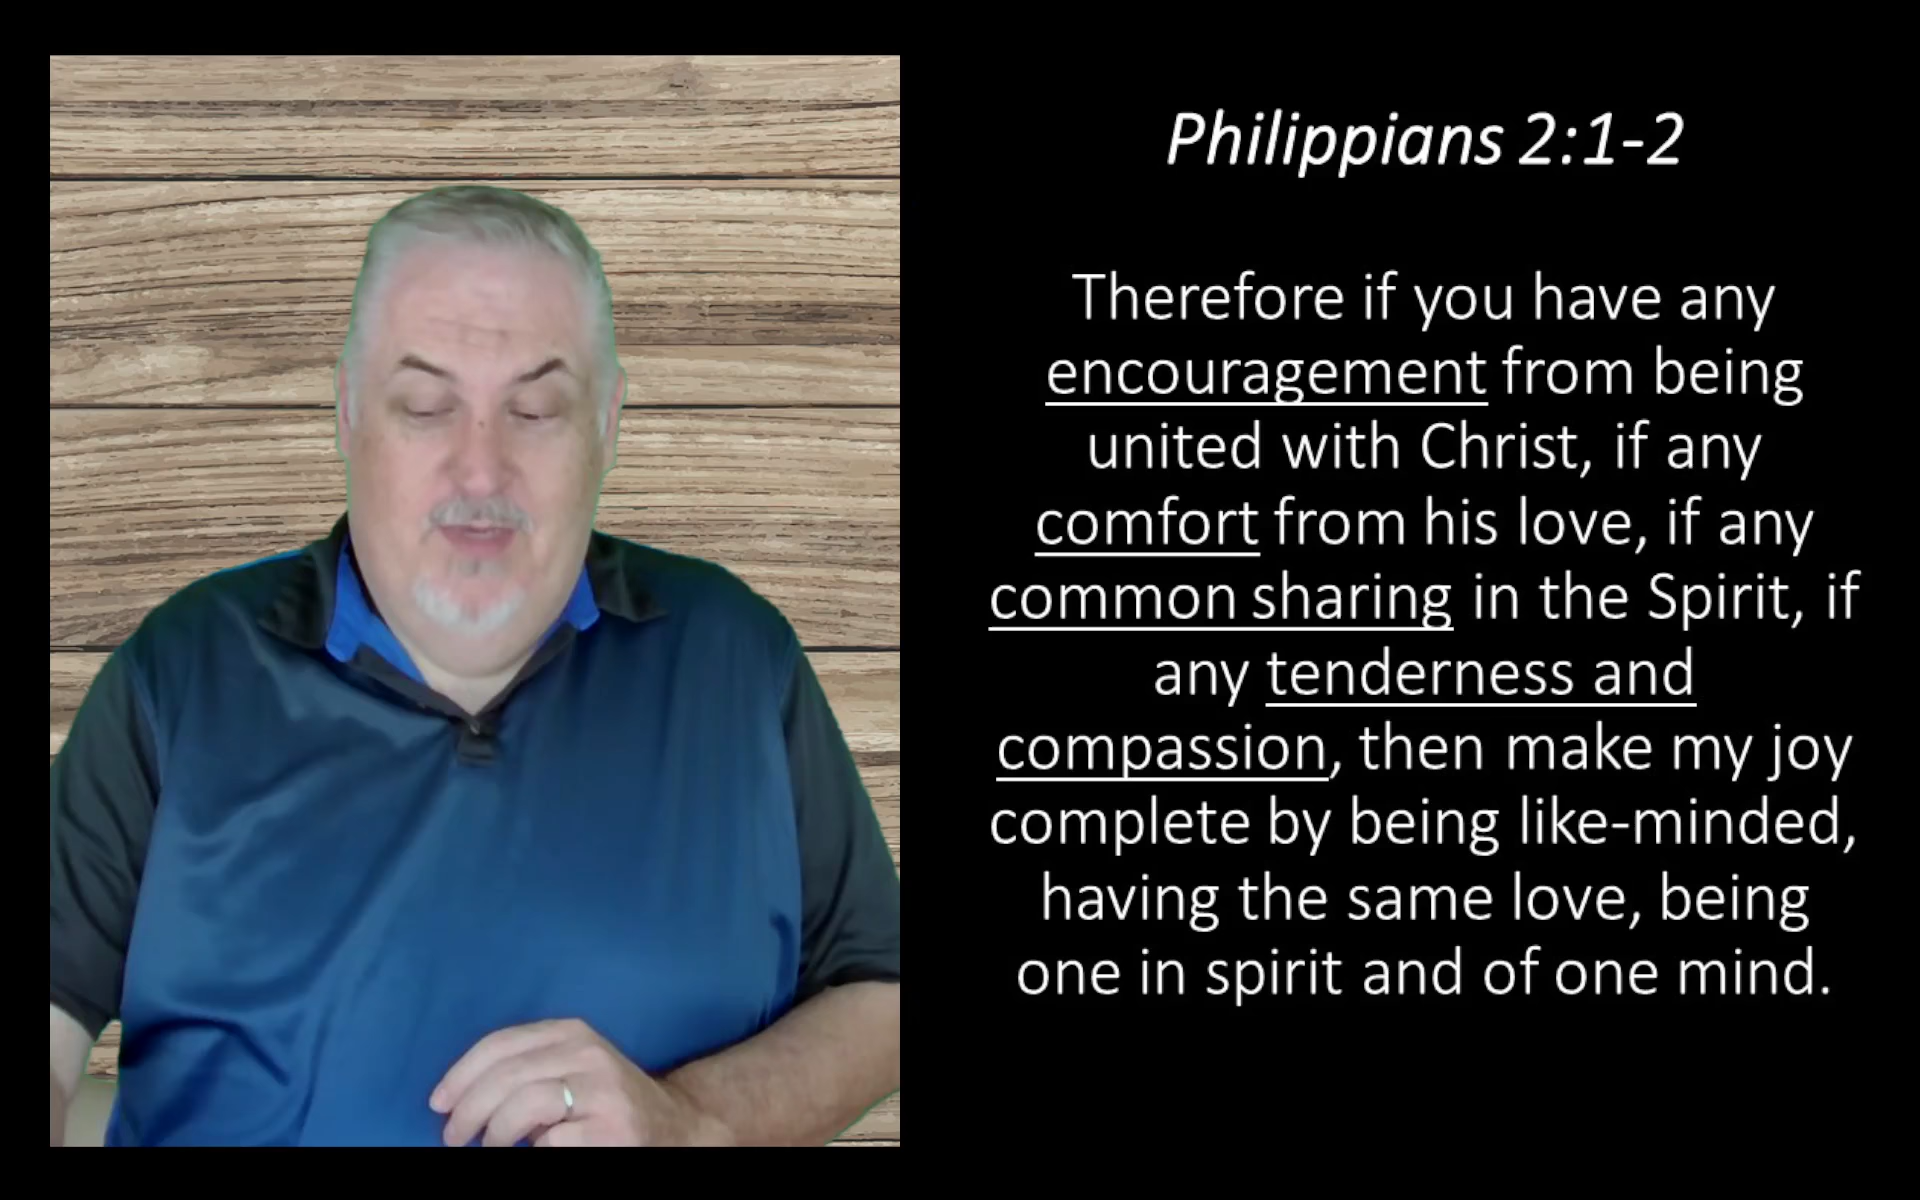 Philippians 2:1-2
Therefore if you have any
encouragement from being
united with Christ, if any
comfort from his love, if any
common sharing in the Spirit, if
any tenderness and
compassion, then make my joy
complete by being like-minded,
having the same love, being
one in spirit and of one mind.